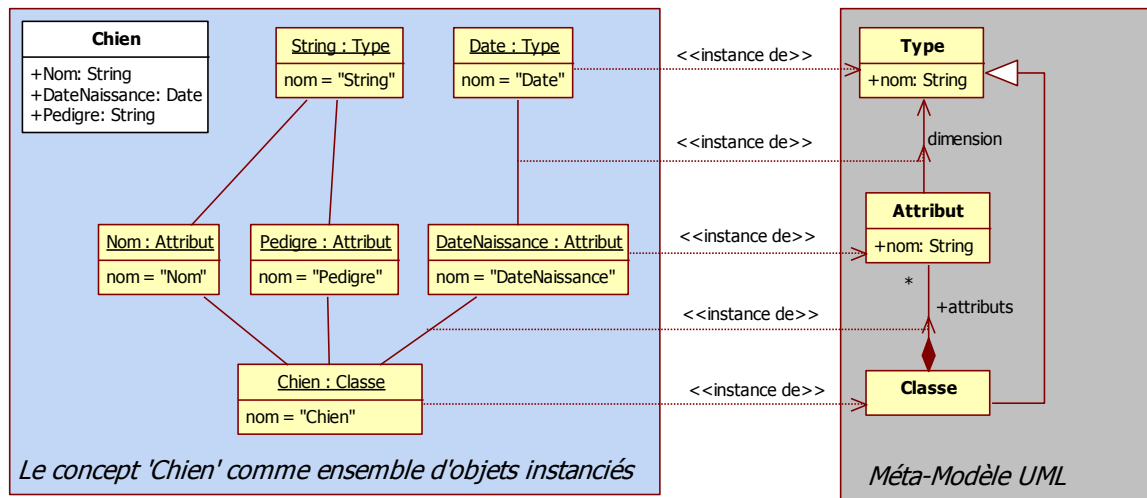 Chien
+Nom: String
+DateNaissance: Date
+Pedigre: String
String : Type
nom = "String"
Date : Type
nom = "Date"
Nom : Attribut
nom = "Nom"
Pedigre : Attribut
nom = "Pedigre"
DateNaissance : Attribut
nom = "DateNaissance"
Chien : Classe
nom = "Chien"
Le concept 'Chien' comme ensemble d'objets instanciés
<<instance de>>
<<instance de>>
<<instance de>>
<<instance de>>
<<instance de>>
Type
+nom: String
dimension
Attribut
+nom: String
*
+attributs
Classe
Méta-Modèle UML